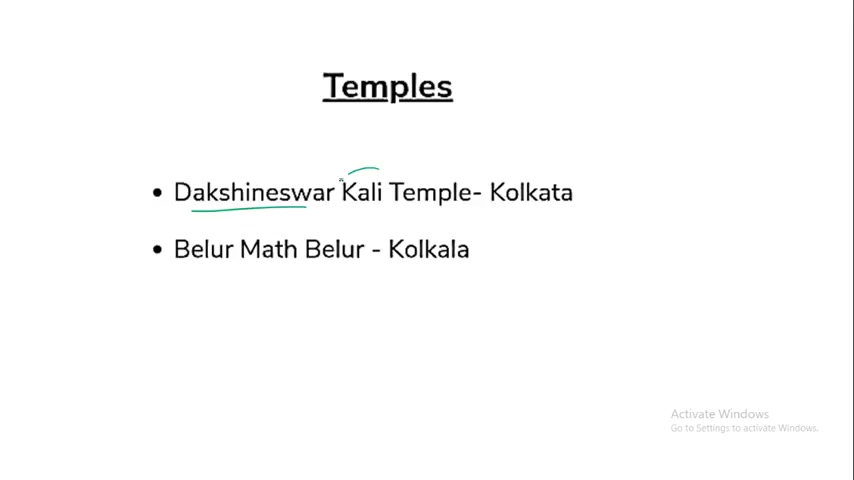 Temples
• Dakshineswar Kali Temple- Kolkata
• Belur Math Belur - Kolkala
Activate Windows
Go to Settings to activate Windows.